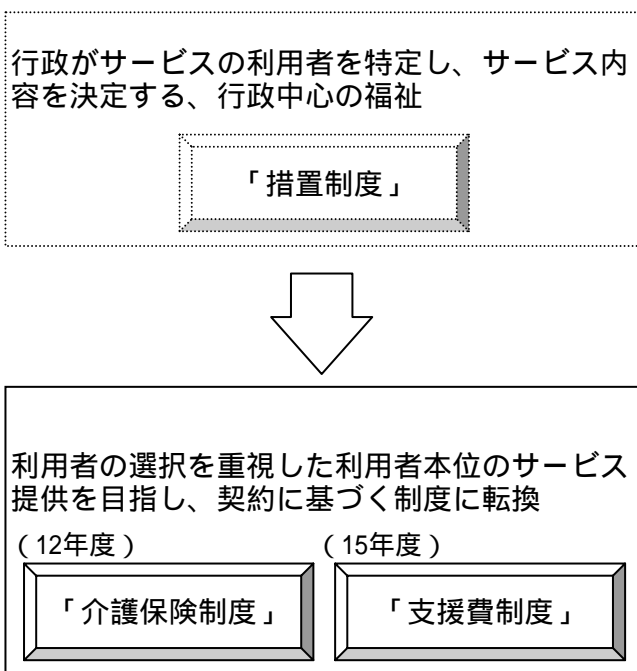 行政がサービスの利用者を特定し、サービス内
容を決定する、行政中心の福祉
「措置制度」
利用者の選択を重視した利用者本位のサービス
提供を目指し、契約に基づく制度に転換
（12年度） （15年度）
「介護保険制度」 「支援費制度」